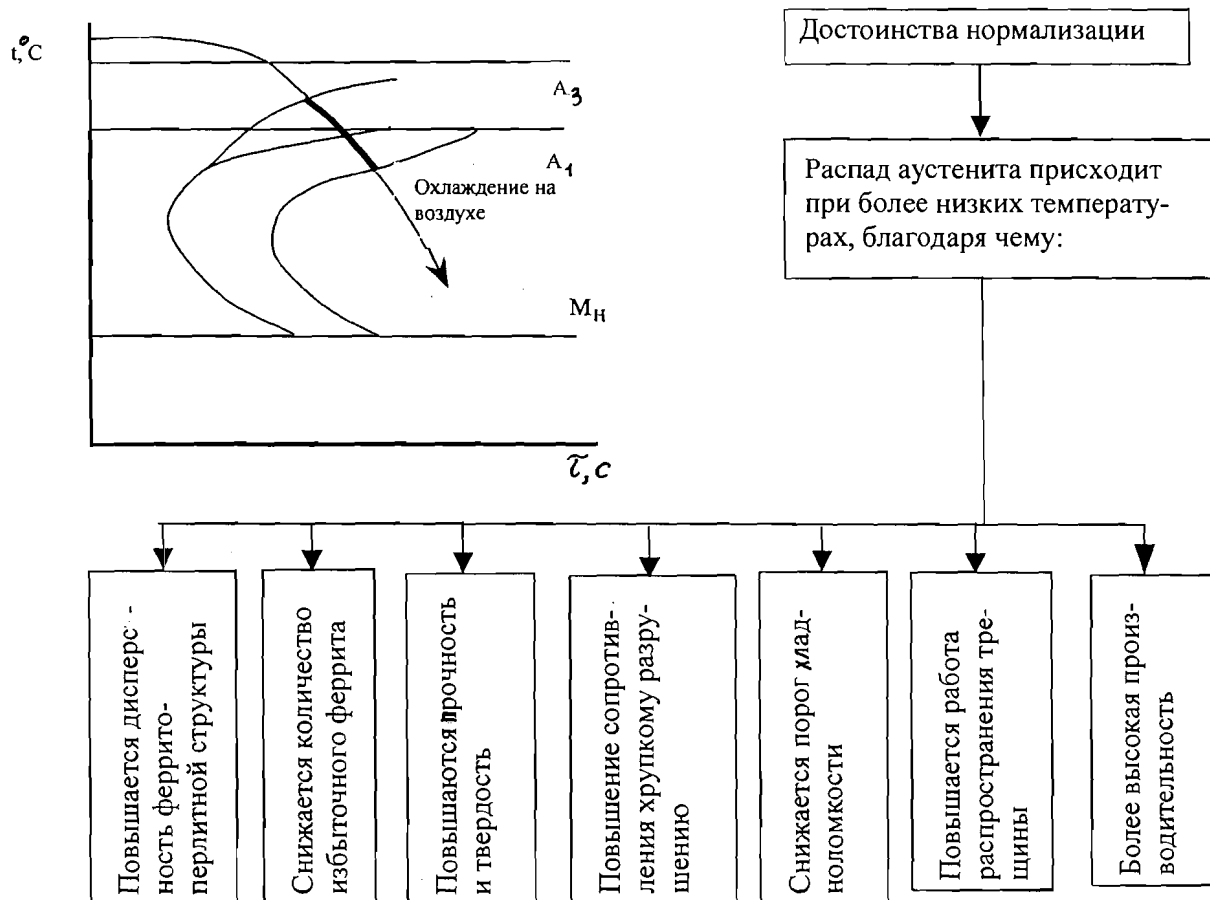 t,°C
A3
A1
Охлаждение на
воздухе
Mн
τ, c
Достоинства нормализации
Распад аустенита присходит
при более низких температу-
рах, благодаря чему:
Повышается дисперс -
ность феррито-
перлитной структуры
Снижается количество
избыточного феррита
Повышаются прочность
и твердость
Повышение сопротив-
ления хрупкому разру-
шению
Снижается порог хлад-
ноломкости
Повышается работа
распространения тре-
щины
Более высокая произ-
водительность